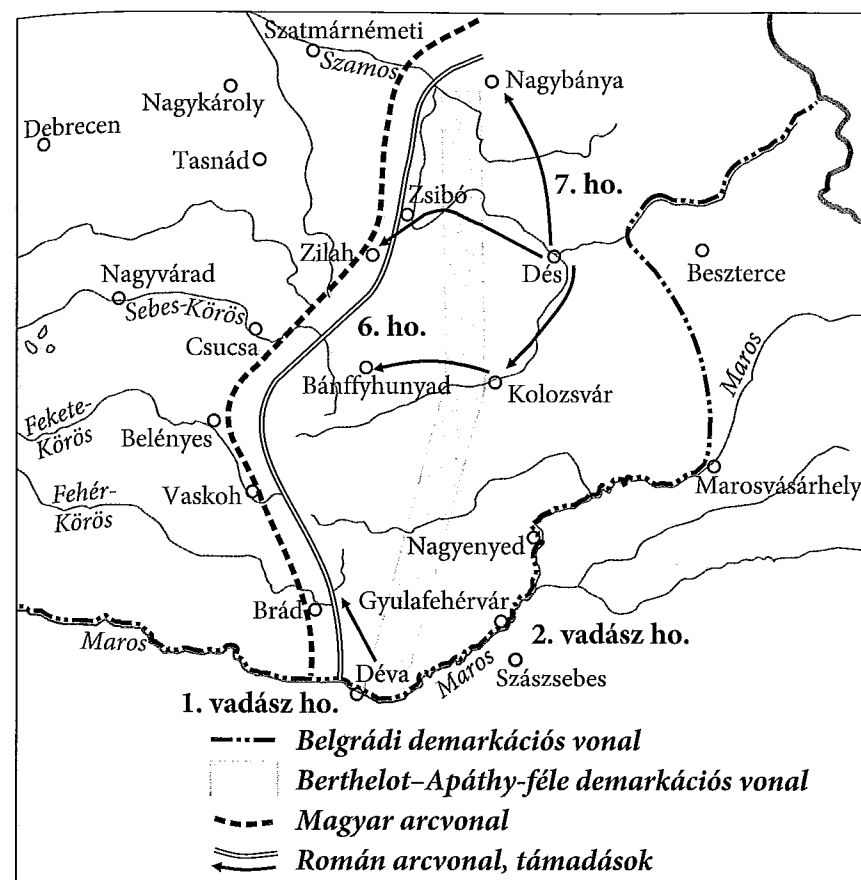 Szatmárnémeti
Szamos
Nagybánya
Nagykároly
Debrecen
Tasnád
7. ho.
Zsibó
Zilah
Dés
Beszterce
Nagyvárad
Sebes-Körös
6. ho.
Csucsa
Maros
Bánffyhunyad
Kolozsvár
Fekete-
Körös
Belényes
Fehér-
Körös
Vaskoh
Marosvásárhely
Nagyenyed
Brád
Gyulafehérvár
Maros
2. vadász ho.
Déva
Maros
Szászsebes
1. vadász ho.
Belgrádi demarkációs vonal
Berthelot–Apáthy-féle demarkációs vonal
Magyar arcvonal
Román arcvonal, támadások